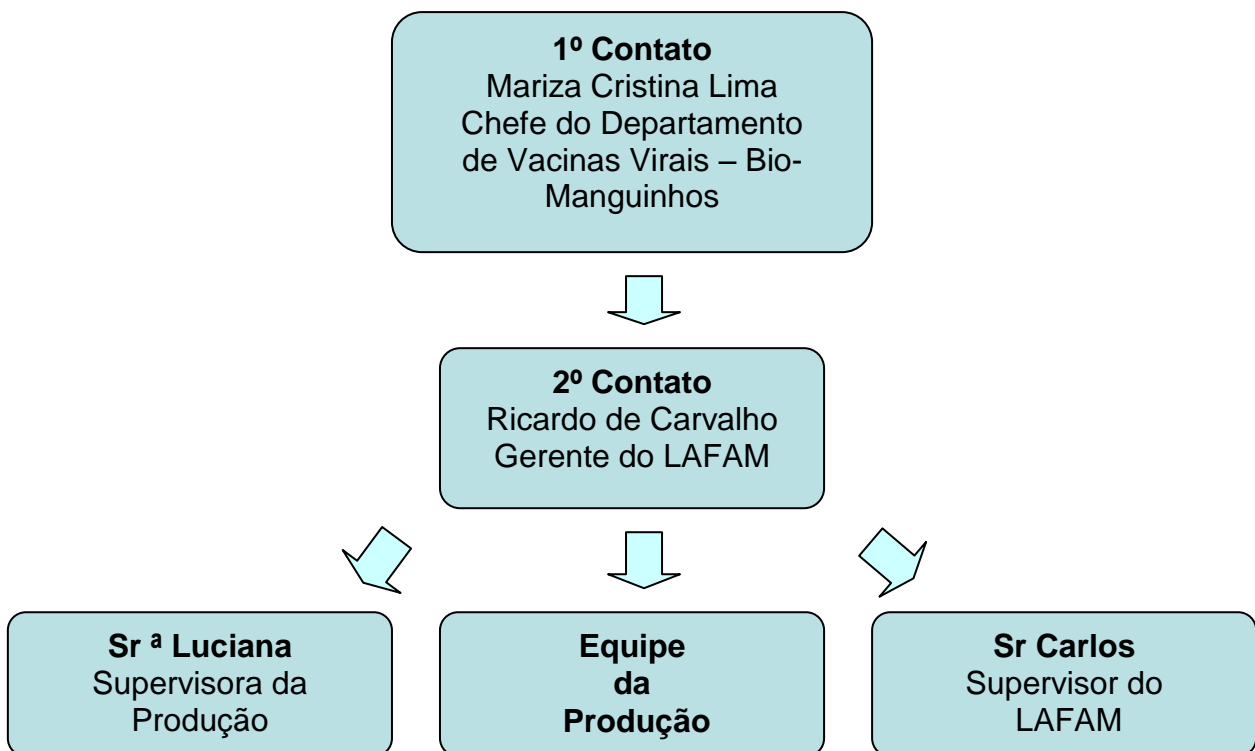 1º Contato
Mariza Cristina Lima
Chefe do Departamento
de Vacinas Virais – Bio-
Manguinhos
2º Contato
Ricardo de Carvalho
Gerente do LAFAM
Sr ª Luciana
Supervisora da
Produção
Equipe
da
Produção
Sr Carlos
Supervisor do
LAFAM